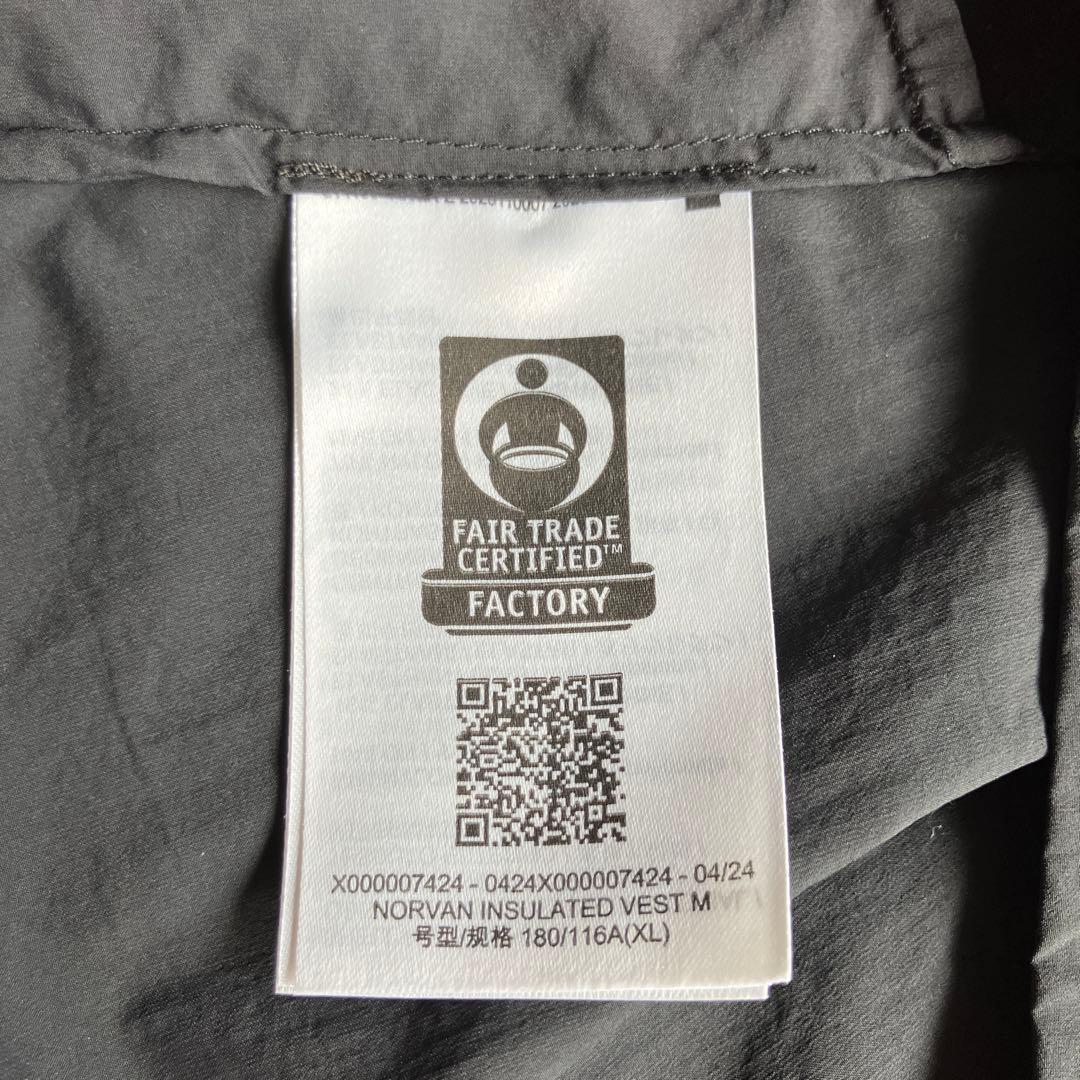 FAIR TRADE
CERTIFIED™
FACTORY
X000007424 - 0424X000007424 - 04/24
NORVAN INSULATED VEST M
号型/规格 180/116A(XL)